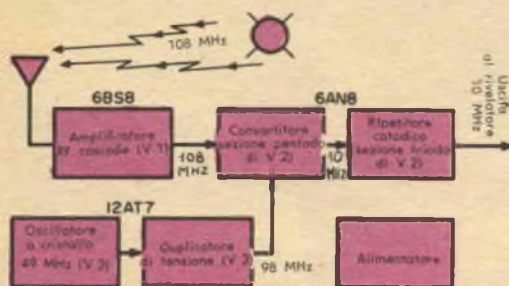 108 MHz
6BS8
Amplificatore
RF cascode (V 1)
108
MHz
6AN8
Convertitore
sezione pentodo
di V 2)
10
MHz
Ripetitore
catodico
sezione triodo
di V 2)
Uscita
al rivelatore
10 MHz
12AT7
Oscillatore
a cristallo
49 MHz (V 3)
Duplicatore
di tensione (V 3
98 MHz
Alimentatore